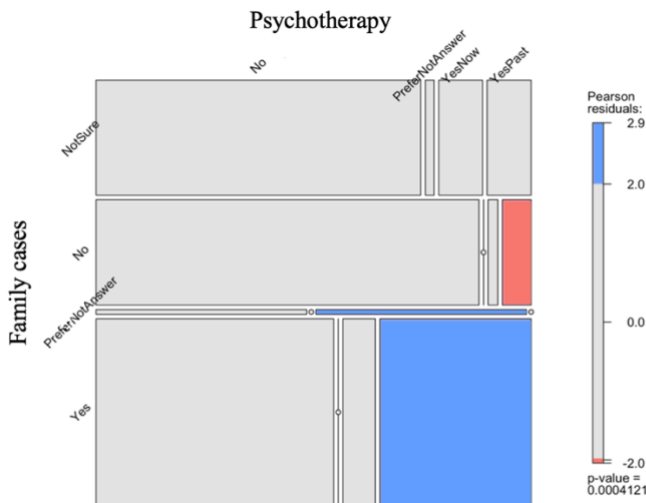 Psychotherapy
No
PreferNotAnswer
YesNow
YesPast
Family cases
NotSure
No
PreferNotAnswer
Yes
Pearson
residuals:
2.9
2.0
0.0
-2.0
p-value =
0.0004121